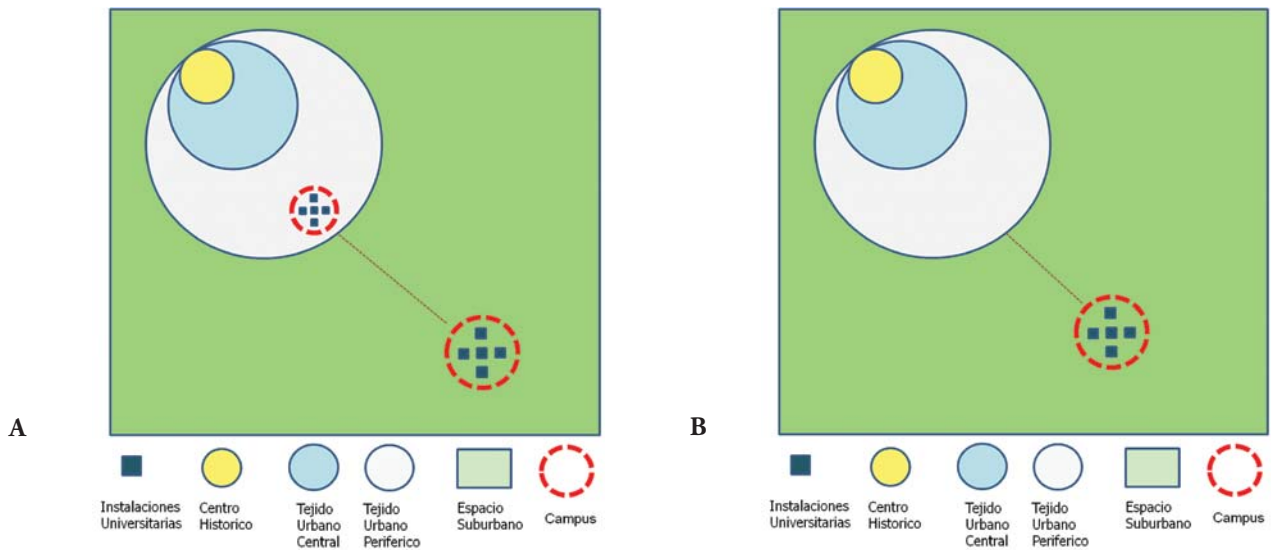 A
Instalaciones
Universitarias
Centro
Historico
Tejido
Urbano
Central
Tejido
Urbano
Periferico
Espacio
Suburbano
Campus
B
Instalaciones
Universitarias
Centro
Historico
Tejido
Urbano
Central
Tejido
Urbano
Periferico
Espacio
Suburbano
Campus